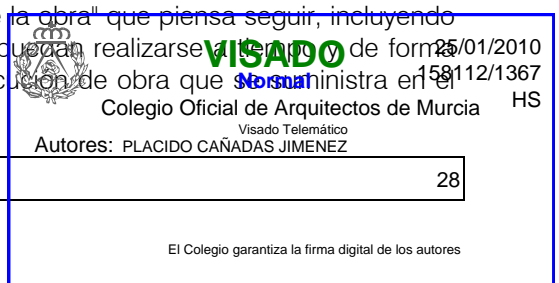 la obra" que piensa seguir, incluyendo
puedan realizarse a tiempo y de forma
VISADO
25/01/2010
de obra que se suministra en el
Normal
158112/1367
HS
Colegio Oficial de Arquitectos de Murcia
Visado Telemático
Autores: PLACIDO CAÑADAS JIMENEZ
28
El Colegio garantiza la firma digital de los autores